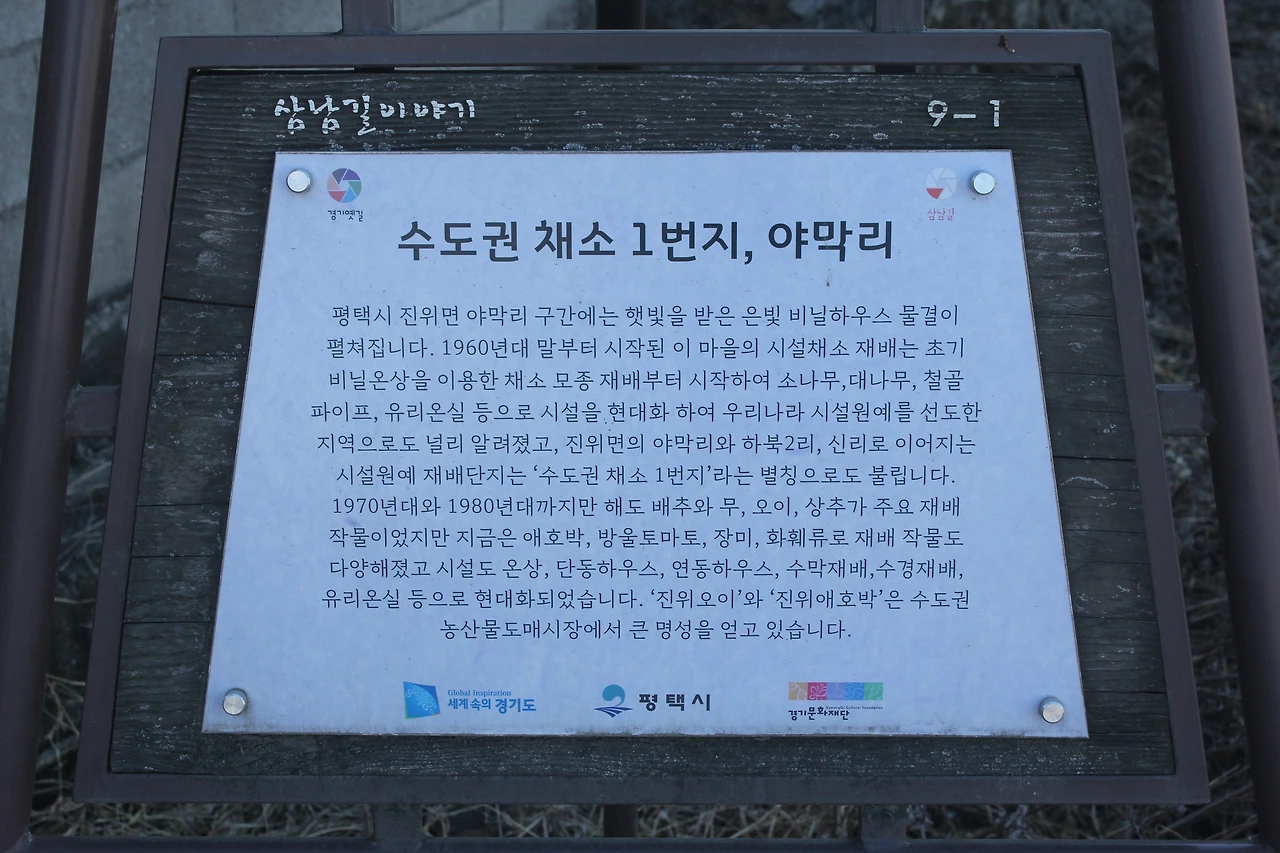 삼남길이야기
9-1
경기옛길
삼남길
수도권 채소 1번지, 야막리
평택시 진위면 야막리 구간에는 햇빛을 받은 은빛 비닐하우스 물결이
펼쳐집니다. 1960년대 말부터 시작된 이 마을의 시설채소 재배는 초기
비닐온상을 이용한 채소 모종 재배부터 시작하여 소나무,대나무, 철골
파이프, 유리온실 등으로 시설을 현대화 하여 우리나라 시설원예를 선도한
지역으로도 널리 알려졌고, 진위면의 야막리와 하북2리, 신리로 이어지는
시설원예 재배단지는 ‘수도권 채소 1번지’라는 별칭으로도 불립니다.
1970년대와 1980년대까지만 해도 배추와 무, 오이, 상추가 주요 재배
작물이었지만 지금은 애호박, 방울토마토, 장미, 화훼류로 재배 작물도
다양해졌고 시설도 온상, 단동하우스, 연동하우스, 수막재배,수경재배,
유리온실 등으로 현대화되었습니다. ‘진위오이’와 ‘진위애호박’은 수도권
농산물도매시장에서 큰 명성을 얻고 있습니다.
Global Inspiration
세계 속의 경기도
평택시
Gyeonggi Cultural Foundation
경기문화재단